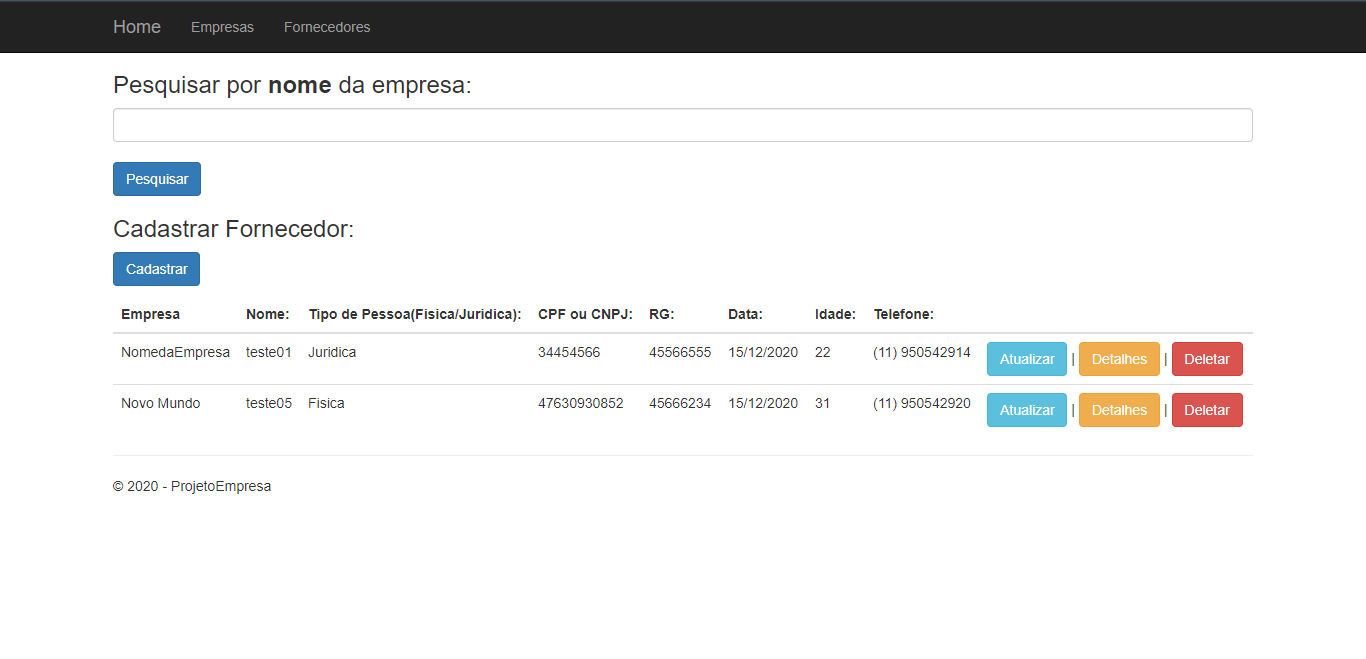 Home Empresas Fornecedores
Pesquisar por nome da empresa:
Pesquisar
Cadastrar Fornecedor:
Cadastrar
Empresa Nome: Tipo de Pessoa(Fisica/Juridica): CPF ou CNPJ: RG: Data: Idade: Telefone:
NomedaEmpresa teste01 Juridica 34454566 45566555 15/12/2020 22 (11) 950542914 Atualizar | Detalhes | Deletar
Novo Mundo teste05 Fisica 47630930852 45666234 15/12/2020 31 (11) 950542920 Atualizar | Detalhes | Deletar
© 2020 - ProjetoEmpresa